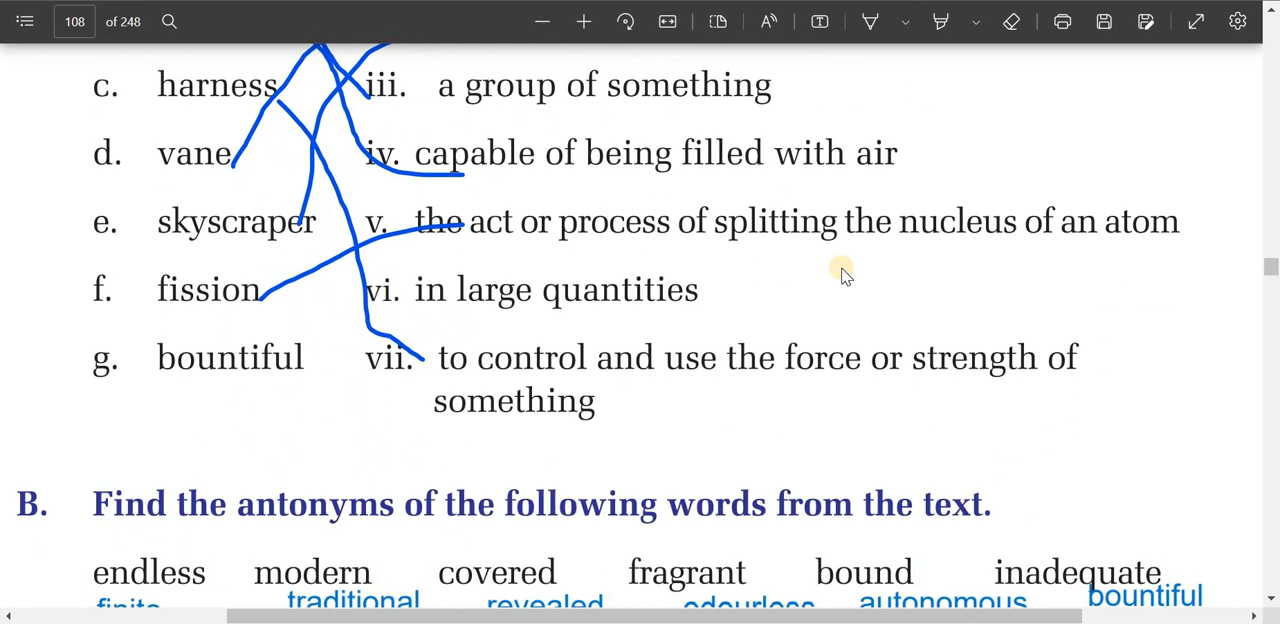 108 of 248
c. harness iii. a group of something
d. vane iv. capable of being filled with air
e. skyscraper v. the act or process of splitting the nucleus of an atom
f. fission vi. in large quantities
g. bountiful vii. to control and use the force or strength of
something
B. Find the antonyms of the following words from the text.
endless modern covered fragrant bound inadequate
finite traditional revealed odourless autonomous bountiful